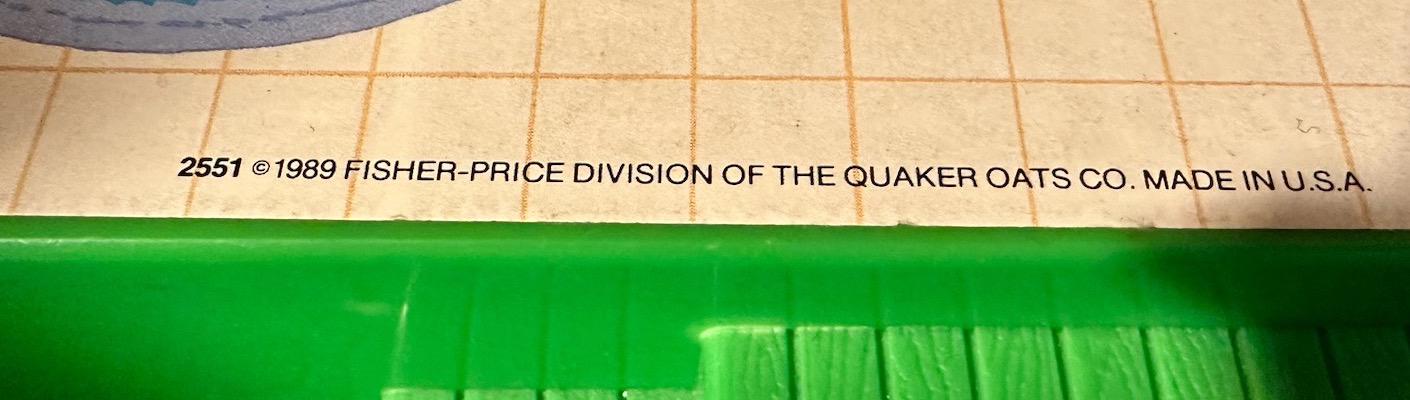 2551 ©1989 FISHER-PRICE DIVISION OF THE QUAKER OATS CO. MADE IN U.S.A.